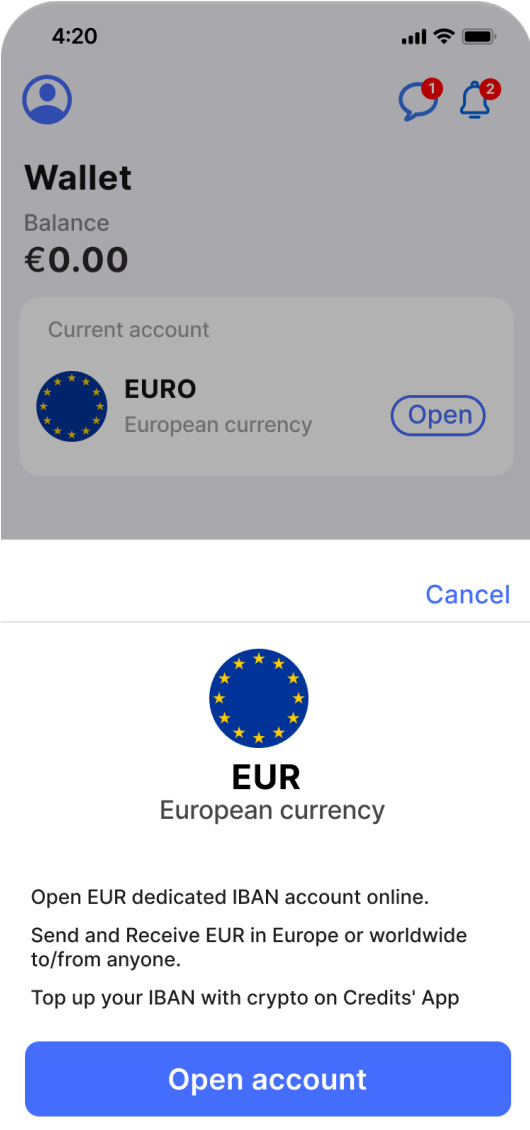 4:20
1
2
Wallet
Balance
€0.00
Current account
EURO
European currency
Open
Cancel
EUR
European currency
Open EUR dedicated IBAN account online.
Send and Receive EUR in Europe or worldwide
to/from anyone.
Top up your IBAN with crypto on Credits' App
Open account